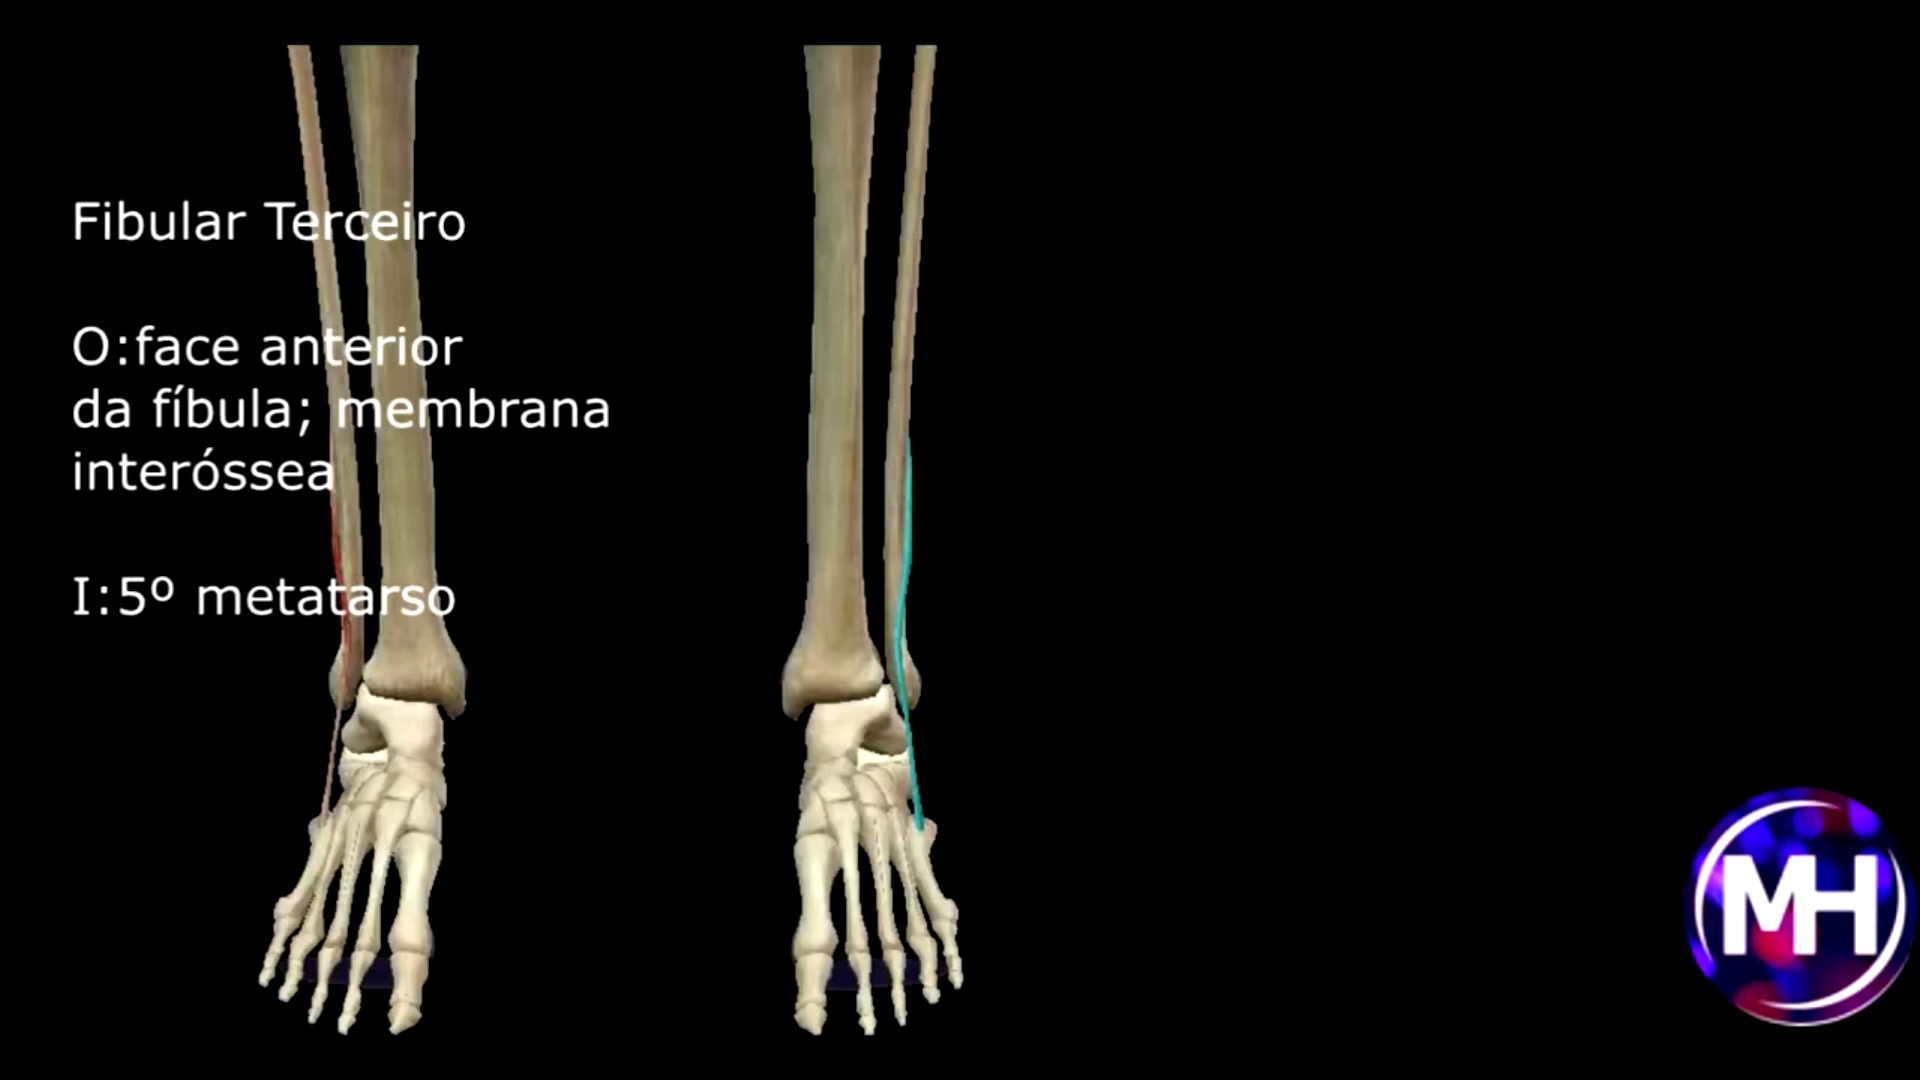 Fibular Terceiro
O:face anterior
da fíbula; membrana
interóssea
I:5º metatarso
MH